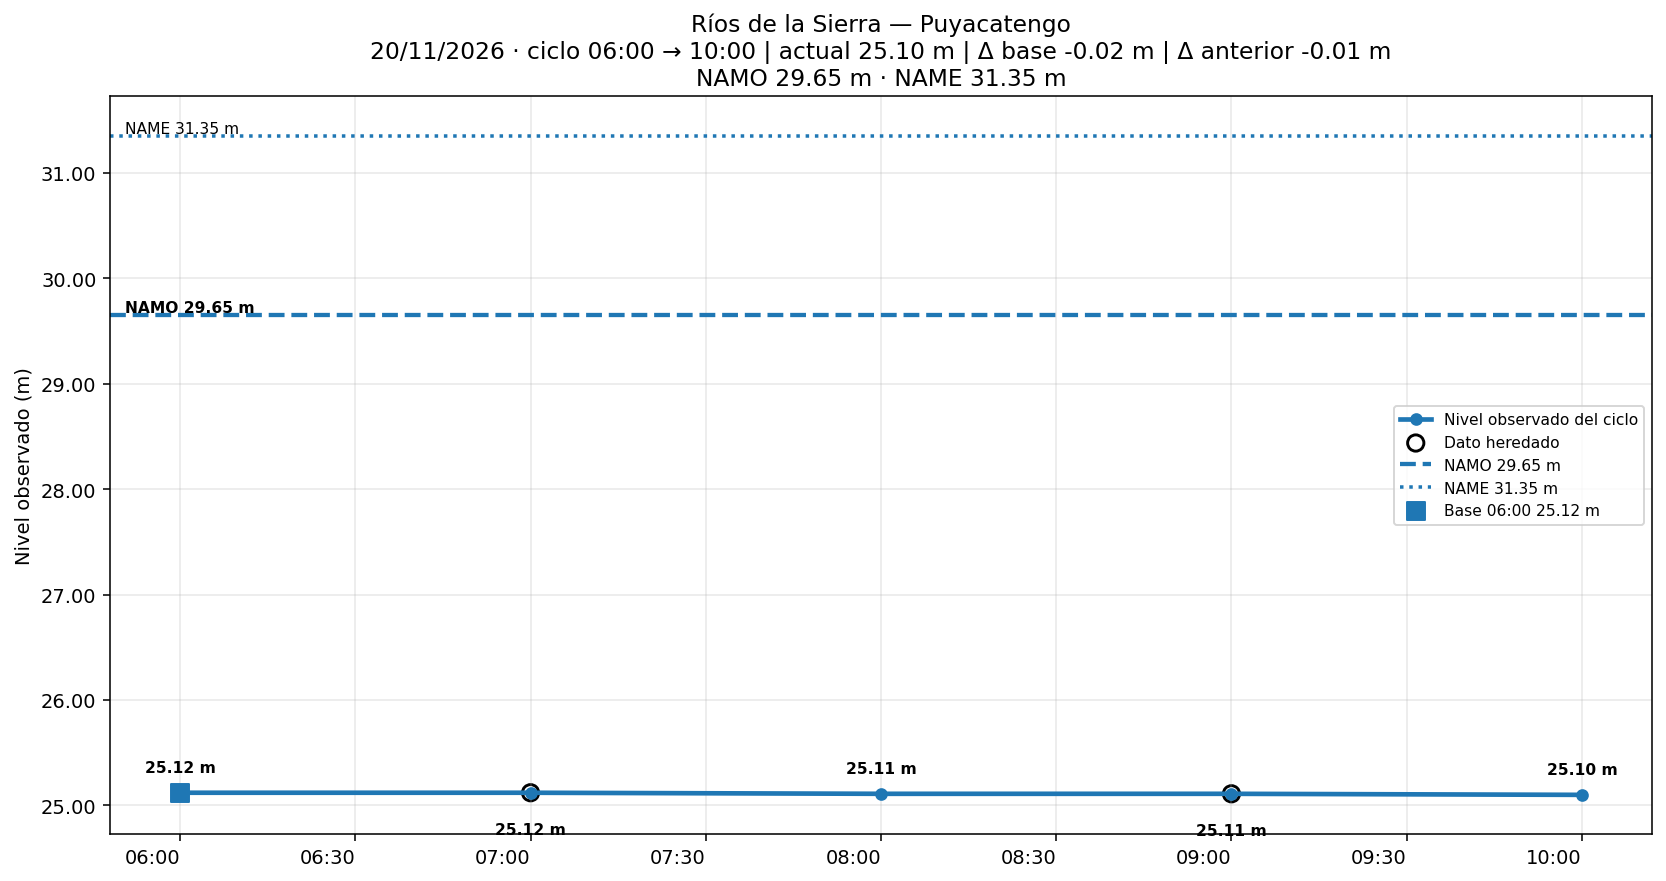 Ríos de la Sierra — Puyacatengo
20/11/2026 · ciclo 06:00 → 10:00 | actual 25.10 m | Δ base -0.02 m | Δ anterior -0.01 m
NAMO 29.65 m · NAME 31.35 m
NAME 31.35 m
31.00
30.00
NAMO 29.65 m
29.00
28.00
27.00
26.00
25.00
Nivel observado (m)
Nivel observado del ciclo
Dato heredado
NAMO 29.65 m
NAME 31.35 m
Base 06:00 25.12 m
25.12 m
25.12 m
25.11 m
25.11 m
25.10 m
06:00
06:30
07:00
07:30
08:00
08:30
09:00
09:30
10:00